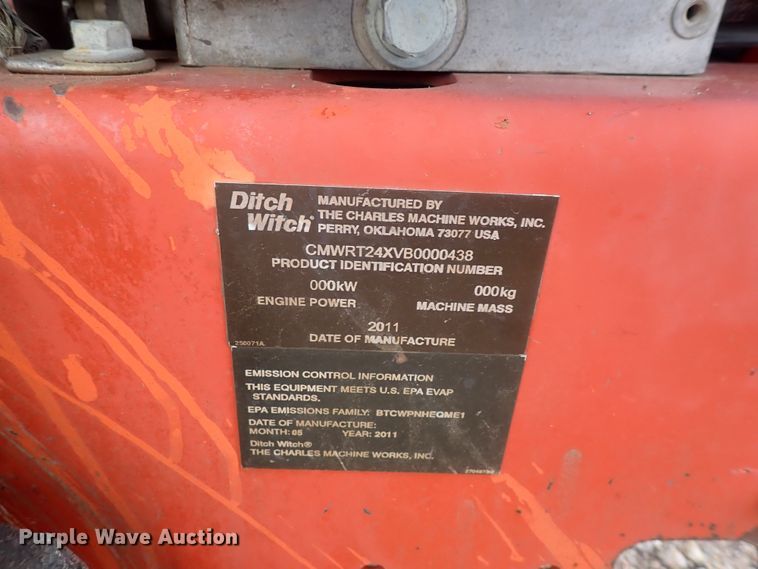 Ditch Witch®
MANUFACTURED BY
THE CHARLES MACHINE WORKS, INC.
PERRY, OKLAHOMA 73077 USA
CMWRT24XVB0000438
PRODUCT IDENTIFICATION NUMBER
000kW 000kg
ENGINE POWER MACHINE MASS
2011
DATE OF MANUFACTURE
250071A
EMISSION CONTROL INFORMATION
THIS EQUIPMENT MEETS U.S. EPA EVAP
STANDARDS.
EPA EMISSIONS FAMILY: BTCWPNHEQME1
DATE OF MANUFACTURE:
MONTH: 05 YEAR: 2011
Ditch Witch®
THE CHARLES MACHINE WORKS, INC.
Purple Wave Auction